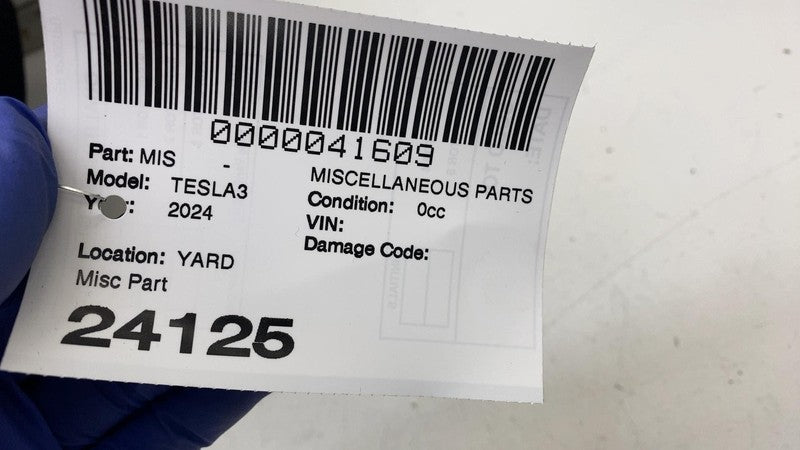 0000041609
Part: MIS -
MISCELLANEOUS PARTS
Model: TESLA3
Condition: 0cc
2024
VIN:
Damage Code:
Location: YARD
Misc Part
24125